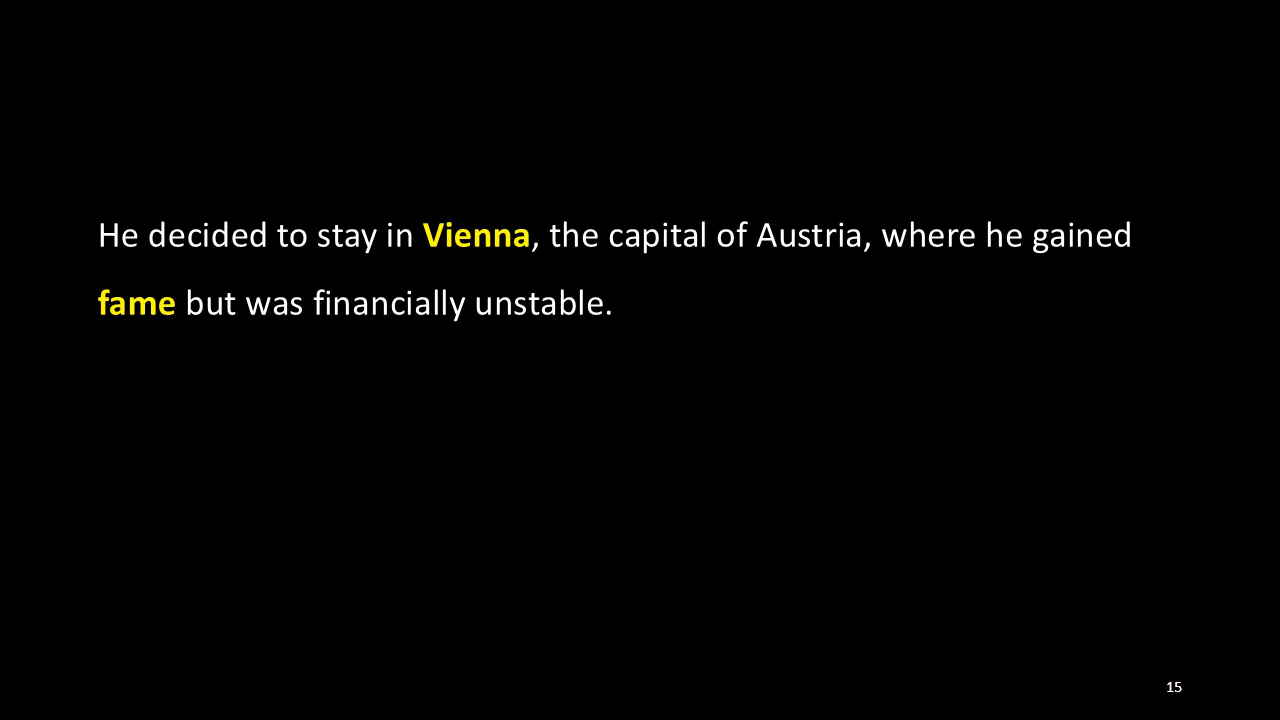 He decided to stay in Vienna, the capital of Austria, where he gained
fame but was financially unstable.
15